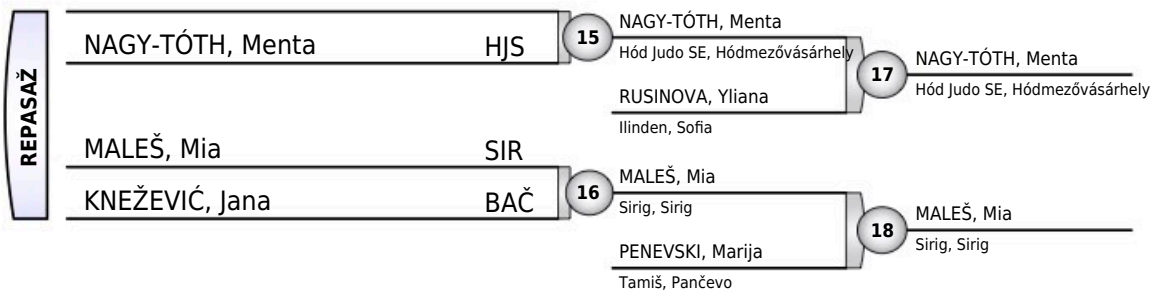 REPASAŽ
NAGY-TÓTH, Menta HJS
MALEŠ, Mia SIR
KNEŽEVIĆ, Jana BAČ
15
NAGY-TÓTH, Menta
Hód Judo SE, Hódmezővásárhely
RUSINOVA, Yliana
Ilinden, Sofia
16
MALEŠ, Mia
Sirig, Sirig
PENEVSKI, Marija
Tamiš, Pančevo
17
NAGY-TÓTH, Menta
Hód Judo SE, Hódmezővásárhely
18
MALEŠ, Mia
Sirig, Sirig